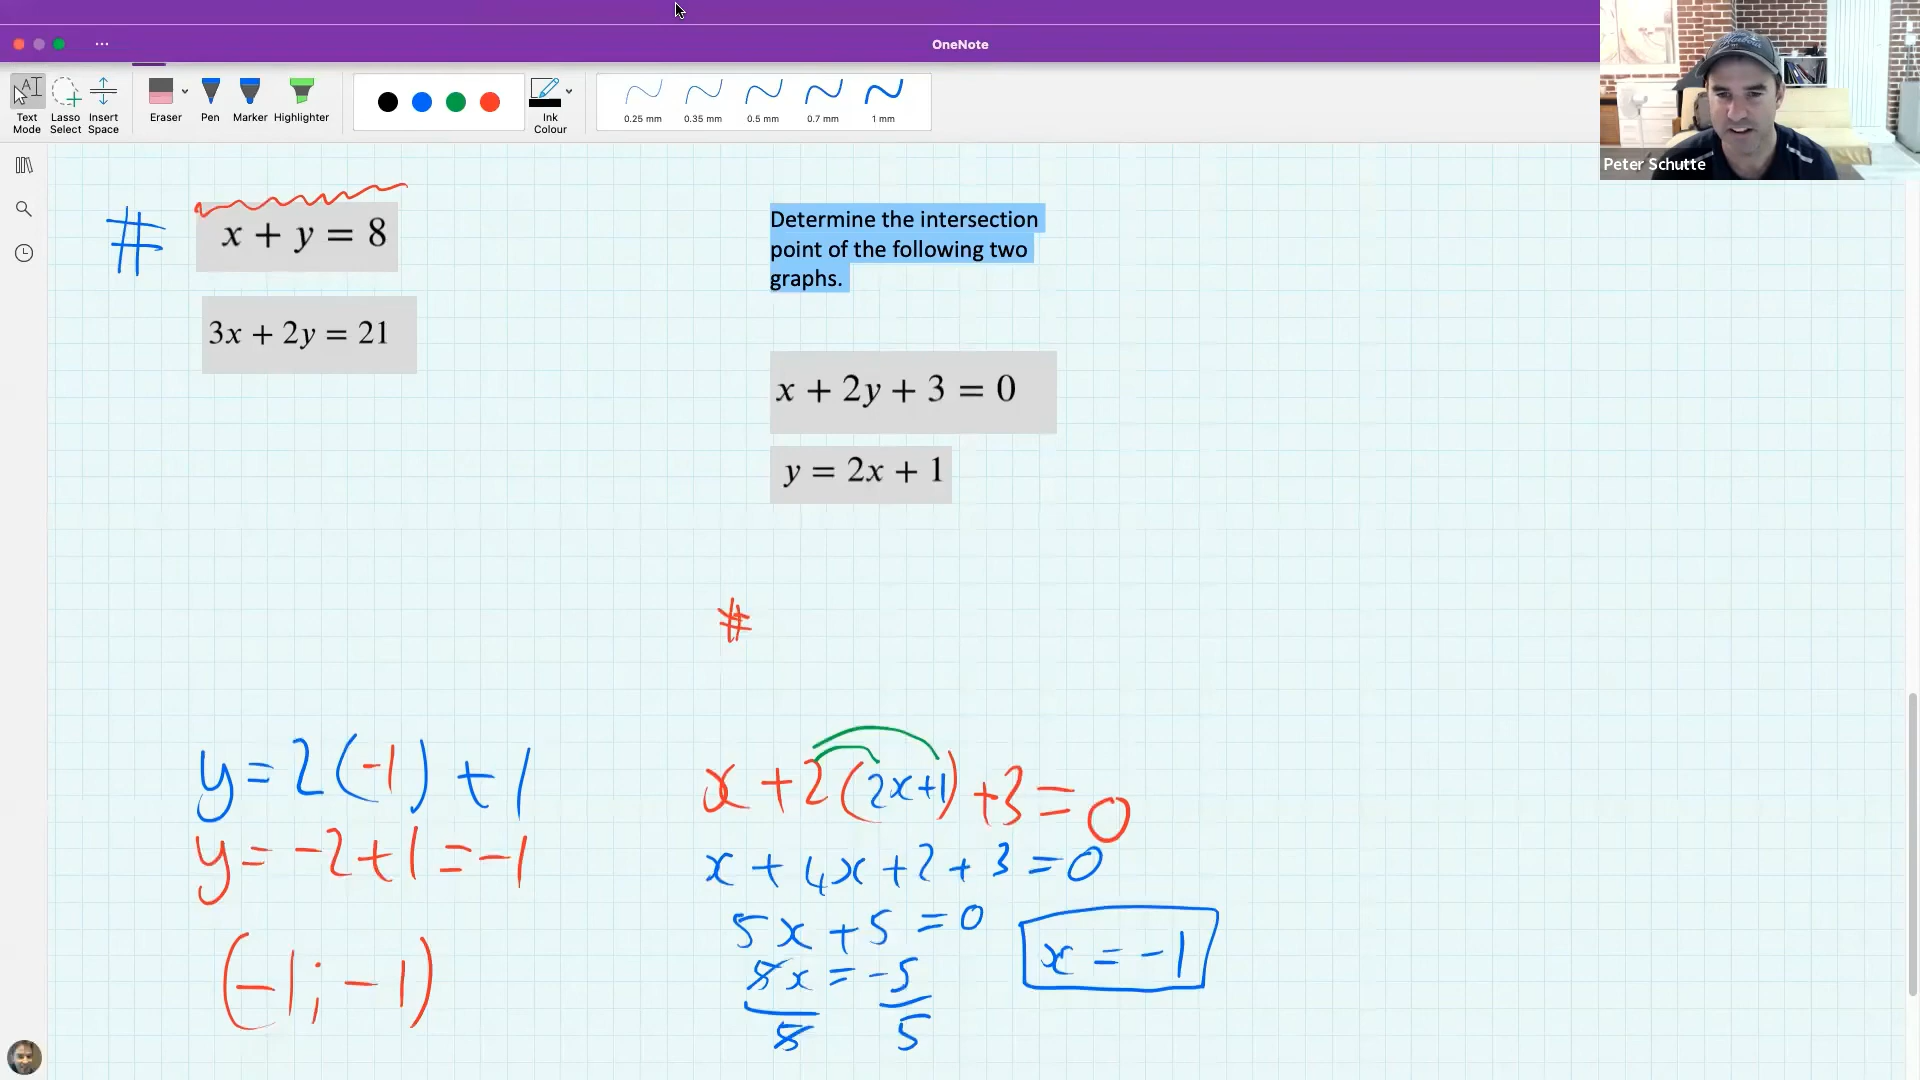 OneNote
Text Mode
Lasso Select
Insert Space
Eraser
Pen
Marker
Highlighter
Ink Colour
0.25 mm
0.35 mm
0.5 mm
0.7 mm
1 mm
Peter Schutte
#
x + y = 8
3x + 2y = 21
Determine the intersection
point of the following two
graphs.
x + 2y + 3 = 0
y = 2x + 1
#
y = 2(-1) + 1
y = -2 + 1 = -1
(-1; -1)
x + 2(2x+1) + 3 = 0
x + 4x + 2 + 3 = 0
5x + 5 = 0
5x = -5
5 5
x = -1